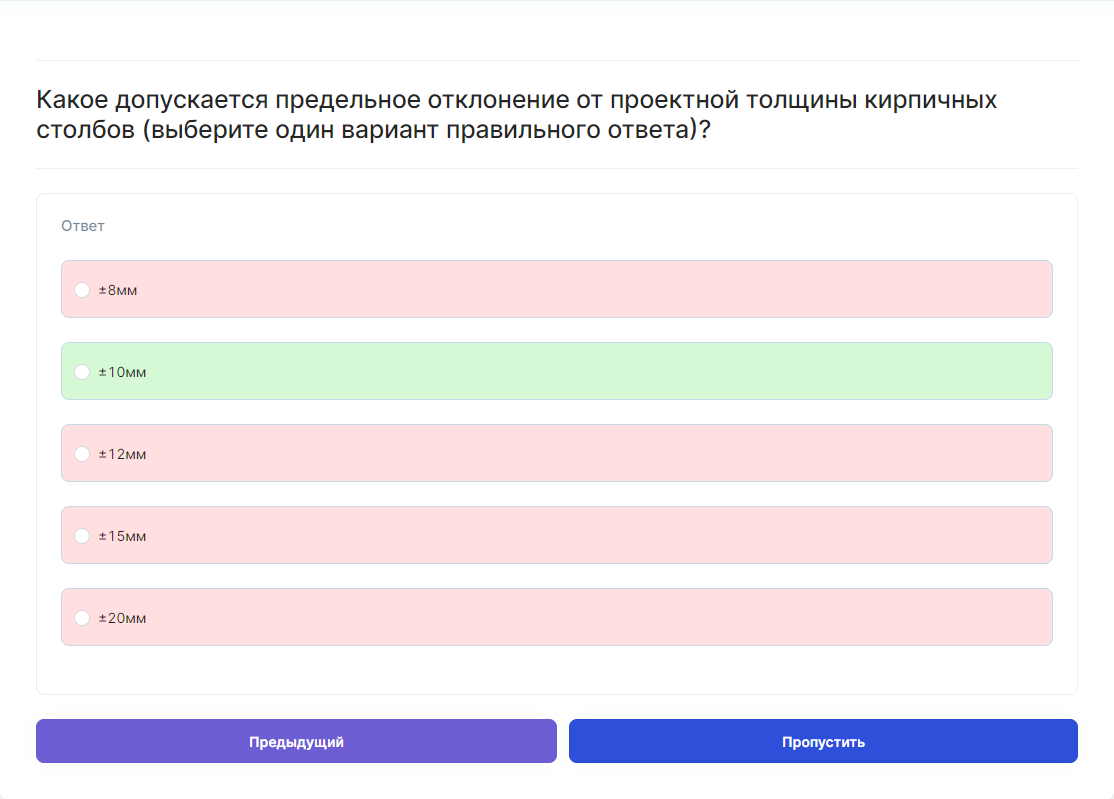 Какое допускается предельное отклонение от проектной толщины кирпичных
столбов (выберите один вариант правильного ответа)?
Ответ
±8мм
±10мм
±12мм
±15мм
±20мм
Предыдущий
Пропустить